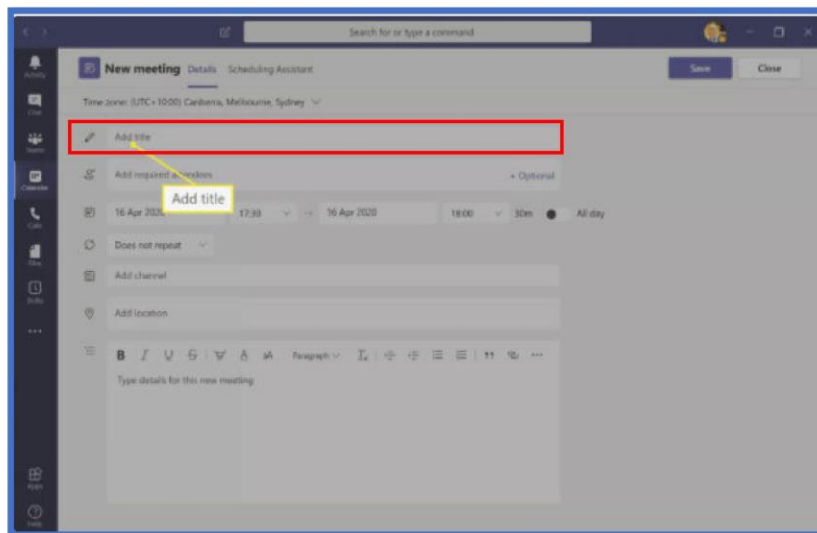 Search for or type a command
Activity
New meeting Details Scheduling Assistant
Save Close
Chat
Time zone: (UTC+10:00) Canberra, Melbourne, Sydney
Teams
Add title
Calendar
Add required attendees + Optional
Add title
16 Apr 2020 17:30 → 16 Apr 2020 18:00 30m All day
Calls
Does not repeat
Files
Add channel
Shifts
Add location
B I U S A A Paragraph
Type details for this new meeting
Apps
Help